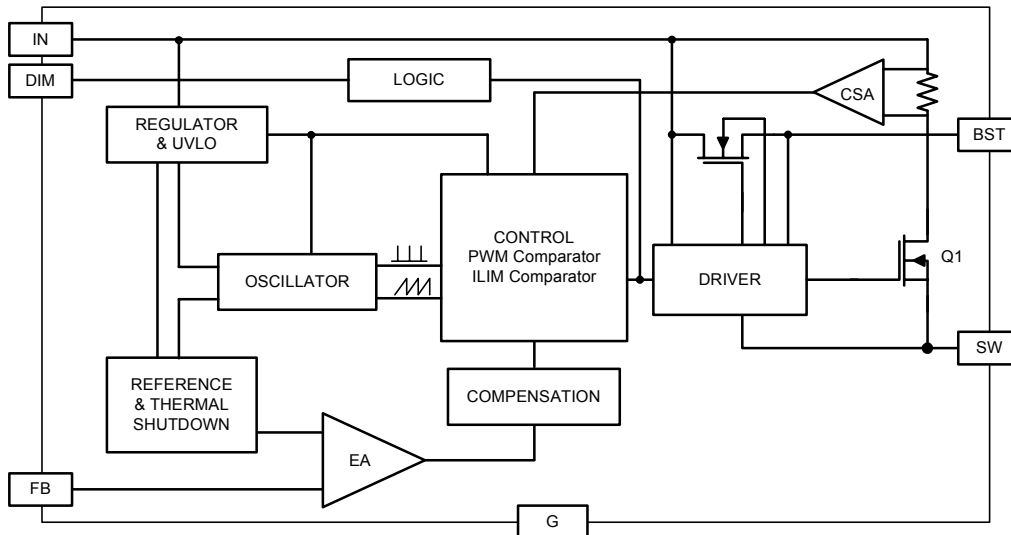 IN
DIM
LOGIC
CSA
REGULATOR
& UVLO
BST
CONTROL
PWM Comparator
ILIM Comparator
OSCILLATOR
DRIVER
Q1
SW
REFERENCE
& THERMAL
SHUTDOWN
COMPENSATION
EA
FB
G